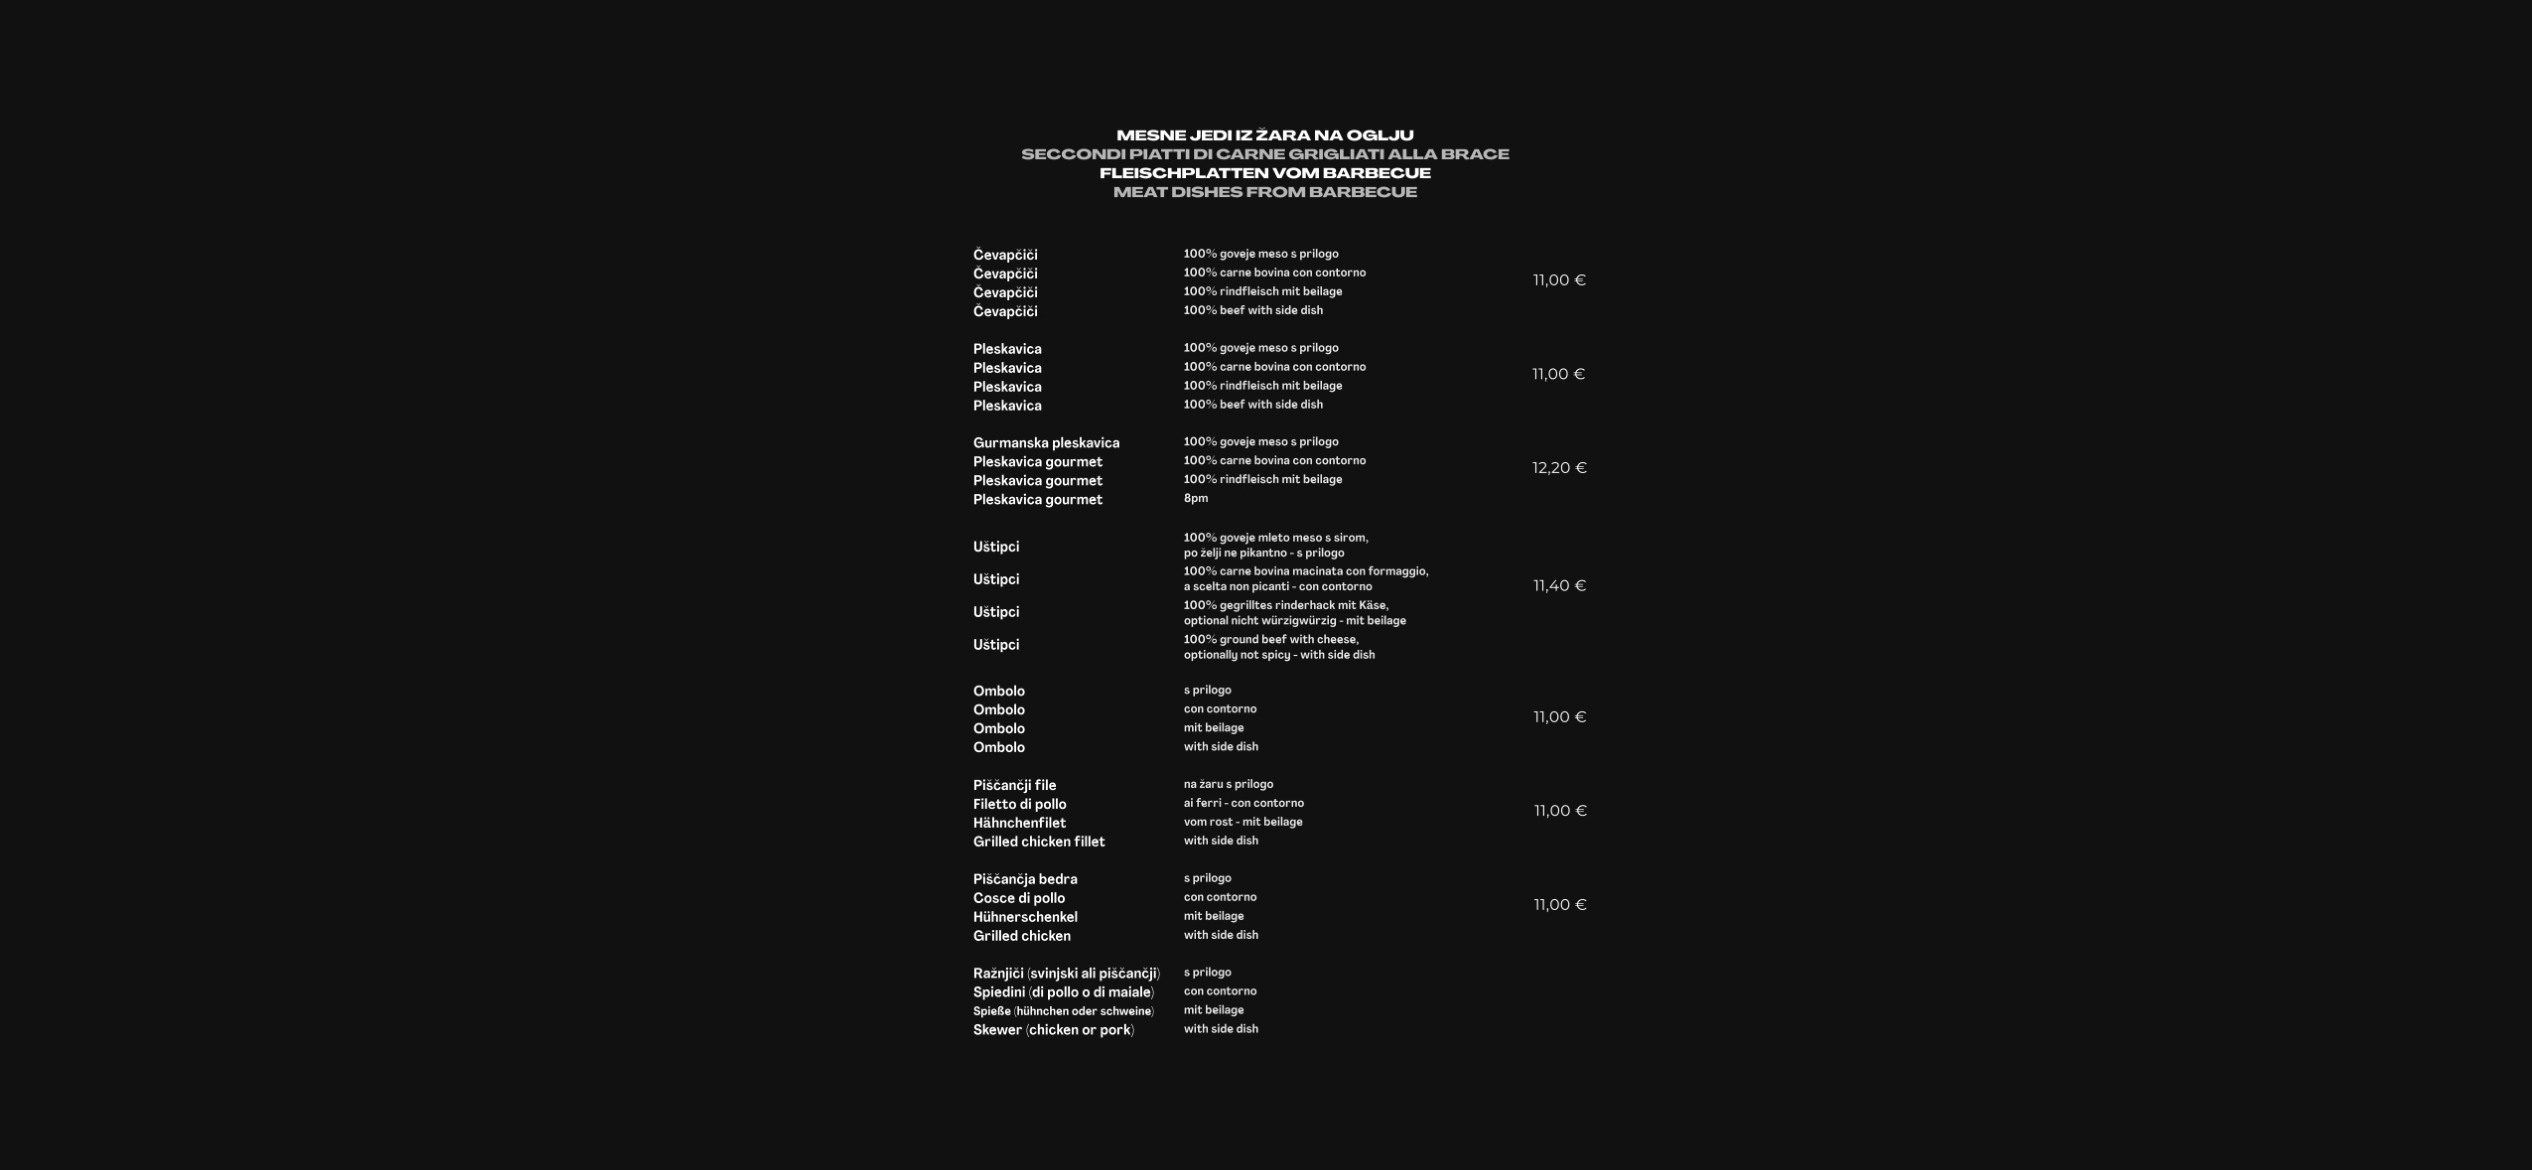 MESNE JEDI IZ ŽARA NA OGLJU
SECCONDI PIATTI DI CARNE GRIGLIATI ALLA BRACE
FLEISCHPLATTEN VOM BARBECUE
MEAT DISHES FROM BARBECUE
Čevapčiči 100% goveje meso s prilogo
Čevapčiči 100% carne bovina con contorno
11,00 €
Čevapčiči 100% rindfleisch mit beilage
Čevapčiči 100% beef with side dish
Pleskavica 100% goveje meso s prilogo
Pleskavica 100% carne bovina con contorno
11,00 €
Pleskavica 100% rindfleisch mit beilage
Pleskavica 100% beef with side dish
Gurmanska pleskavica 100% goveje meso s prilogo
Pleskavica gourmet 100% carne bovina con contorno
12,20 €
Pleskavica gourmet 100% rindfleisch mit beilage
Pleskavica gourmet 8pm
Uštipci 100% goveje mleto meso s sirom,
po želji ne pikantno - s prilogo
Uštipci 100% carne bovina macinata con formaggio,
a scelta non picanti - con contorno
11,40 €
Uštipci 100% gegrilltes rinderhack mit Käse,
optional nicht würzigwürzig - mit beilage
Uštipci 100% ground beef with cheese,
optionally not spicy - with side dish
Ombolo s prilogo
Ombolo con contorno
11,00 €
Ombolo mit beilage
Ombolo with side dish
Piščančji file na žaru s prilogo
Filetto di pollo ai ferri - con contorno
11,00 €
Hähnchenfilet vom rost - mit beilage
Grilled chicken fillet with side dish
Piščančja bedra s prilogo
Cosce di pollo con contorno
11,00 €
Hühnerschenkel mit beilage
Grilled chicken with side dish
Ražnjiči (svinjski ali piščančji) s prilogo
Spiedini (di pollo o di maiale) con contorno
Spieße (hühnchen oder schweine) mit beilage
Skewer (chicken or pork) with side dish